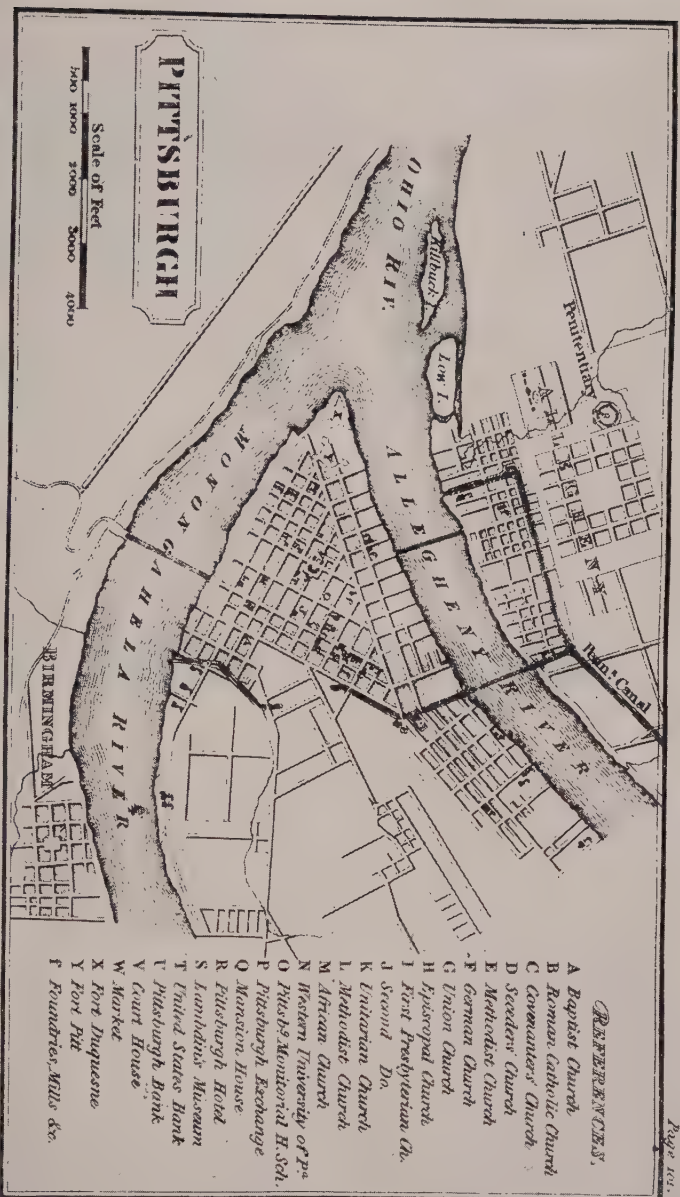 Page 101.
PITTSBURGH
Scale of Feet
500 1000 2000 3000 4000
OHIO RIV.
Killbuck
Low I.
Penitentiary
ALLEGHENY
Penn.a Canal
ALLEGHENY RIVER
MONONGAHELA RIVER
BIRMINGHAM
REFERENCES.
A Baptist Church
B Roman Catholic Church
C Covenanters' Church
D Seceders' Church
E Methodist Church
F German Church
G Union Church
H Episcopal Church
I First Presbyterian Ch.
J Second Do.
K Unitarian Church
L Methodist Church
M African Church
N Western University of Pa
O Pittsbg. Monitorial H. Sch.
P Pittsburgh Exchange
Q Mansion House
R Pittsburgh Hotel
S Lambdin's Museum
T United States Bank
U Pittsburgh Bank
V Court House
W Market
X Fort Duquesne
Y Fort Pitt
f Foundries, Mills &c.